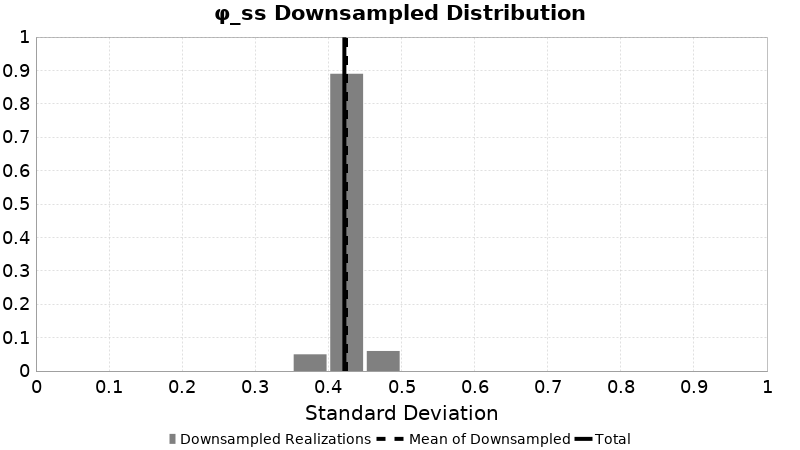 φ_ss Downsampled Distribution
1
0.9
0.8
0.7
0.6
0.5
0.4
0.3
0.2
0.1
0
0 0.1 0.2 0.3 0.4 0.5 0.6 0.7 0.8 0.9 1
Standard Deviation
Downsampled Realizations Mean of Downsampled Total